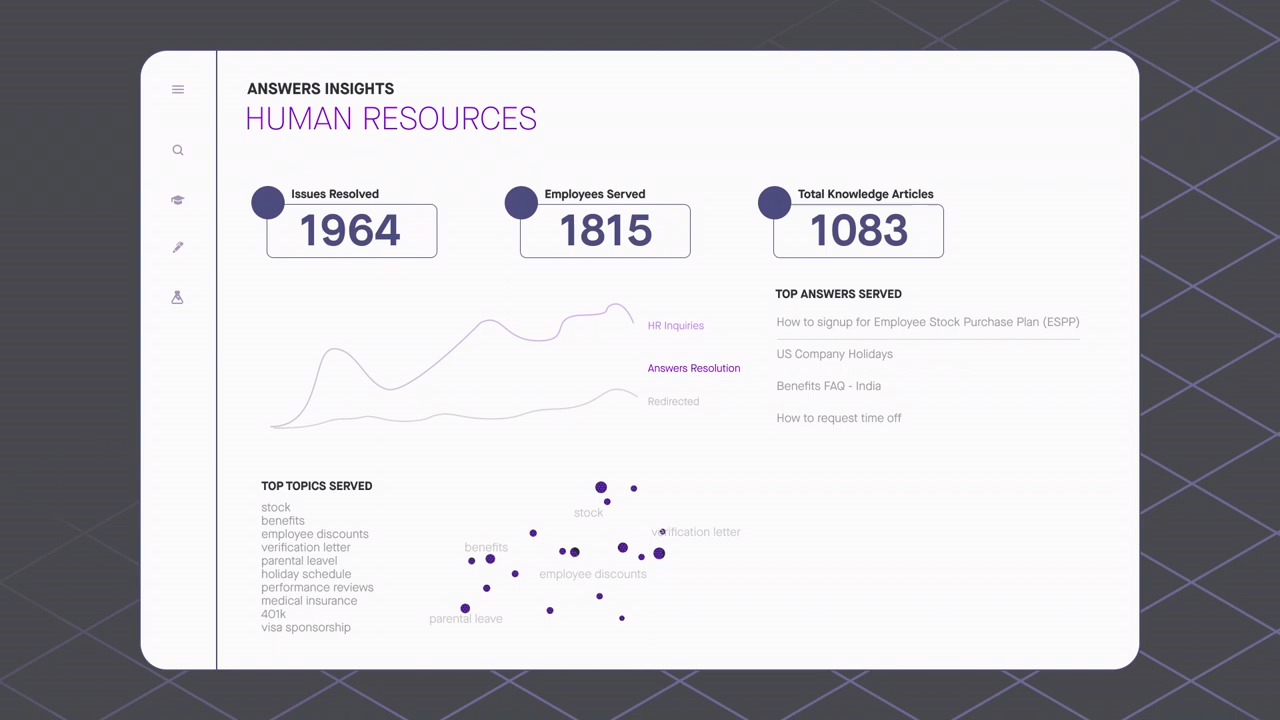 ANSWERS INSIGHTS
HUMAN RESOURCES
Issues Resolved
1964
Employees Served
1815
Total Knowledge Articles
1083
HR Inquiries
Answers Resolution
Redirected
TOP ANSWERS SERVED
How to signup for Employee Stock Purchase Plan (ESPP)
US Company Holidays
Benefits FAQ - India
How to request time off
TOP TOPICS SERVED
stock
benefits
employee discounts
verification letter
parental leavel
holiday schedule
performance reviews
medical insurance
401k
visa sponsorship
stock
verification letter
benefits
employee discounts
parental leave